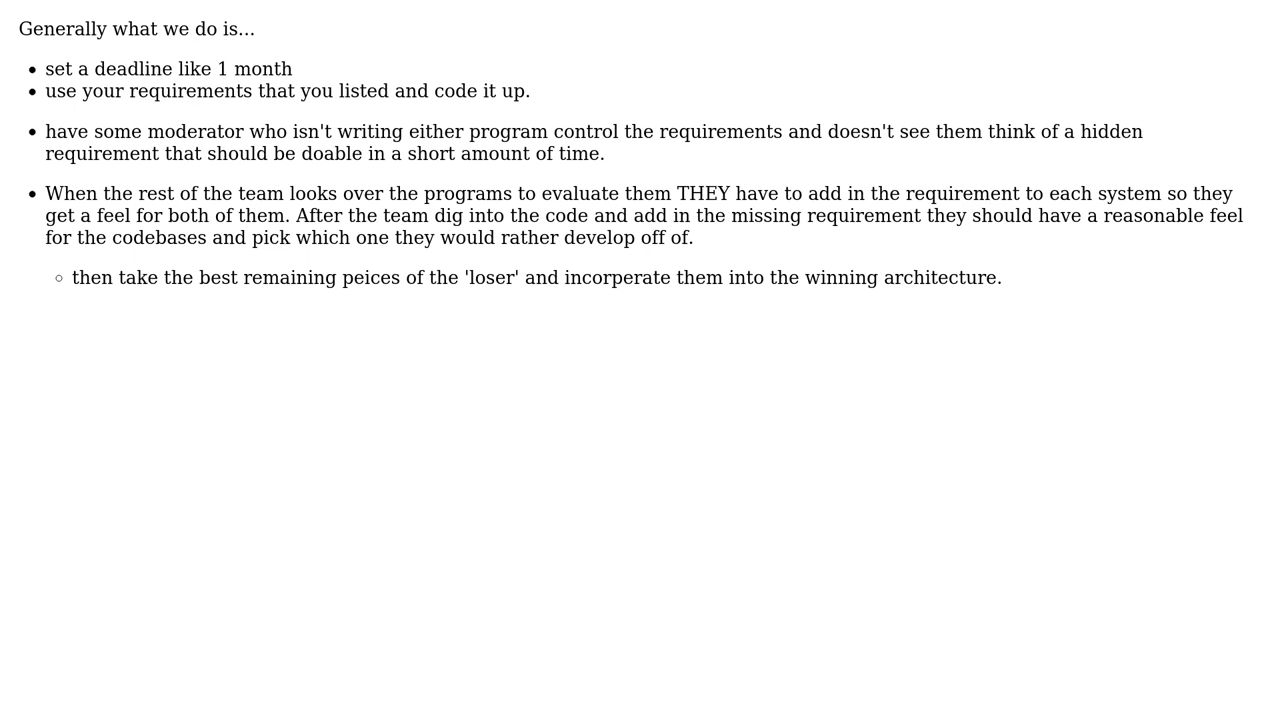 Generally what we do is...
set a deadline like 1 month
use your requirements that you listed and code it up.
have some moderator who isn't writing either program control the requirements and doesn't see them think of a hidden
requirement that should be doable in a short amount of time.
When the rest of the team looks over the programs to evaluate them THEY have to add in the requirement to each system so they
get a feel for both of them. After the team dig into the code and add in the missing requirement they should have a reasonable feel
for the codebases and pick which one they would rather develop off of.
then take the best remaining peices of the 'loser' and incorperate them into the winning architecture.